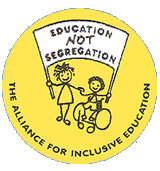 EDUCATION
NOT
SEGREGATION
THE ALLIANCE FOR INCLUSIVE EDUCATION